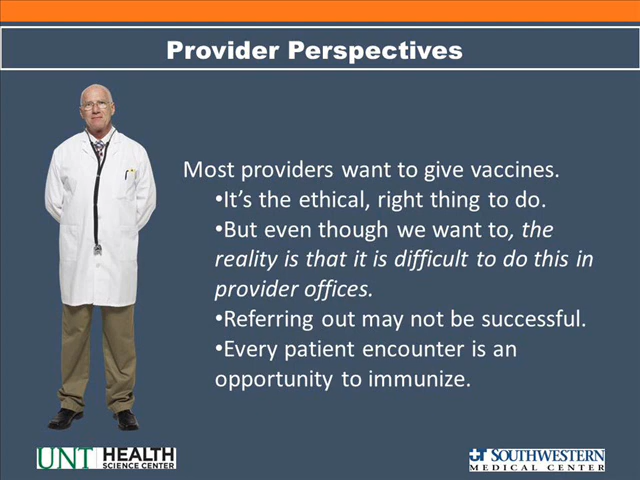 Provider Perspectives
Most providers want to give vaccines.
•It’s the ethical, right thing to do.
•But even though we want to, the
reality is that it is difficult to do this in
provider offices.
•Referring out may not be successful.
•Every patient encounter is an
opportunity to immunize.
UNT HEALTH
SCIENCE CENTER
SOUTHWESTERN
MEDICAL CENTER